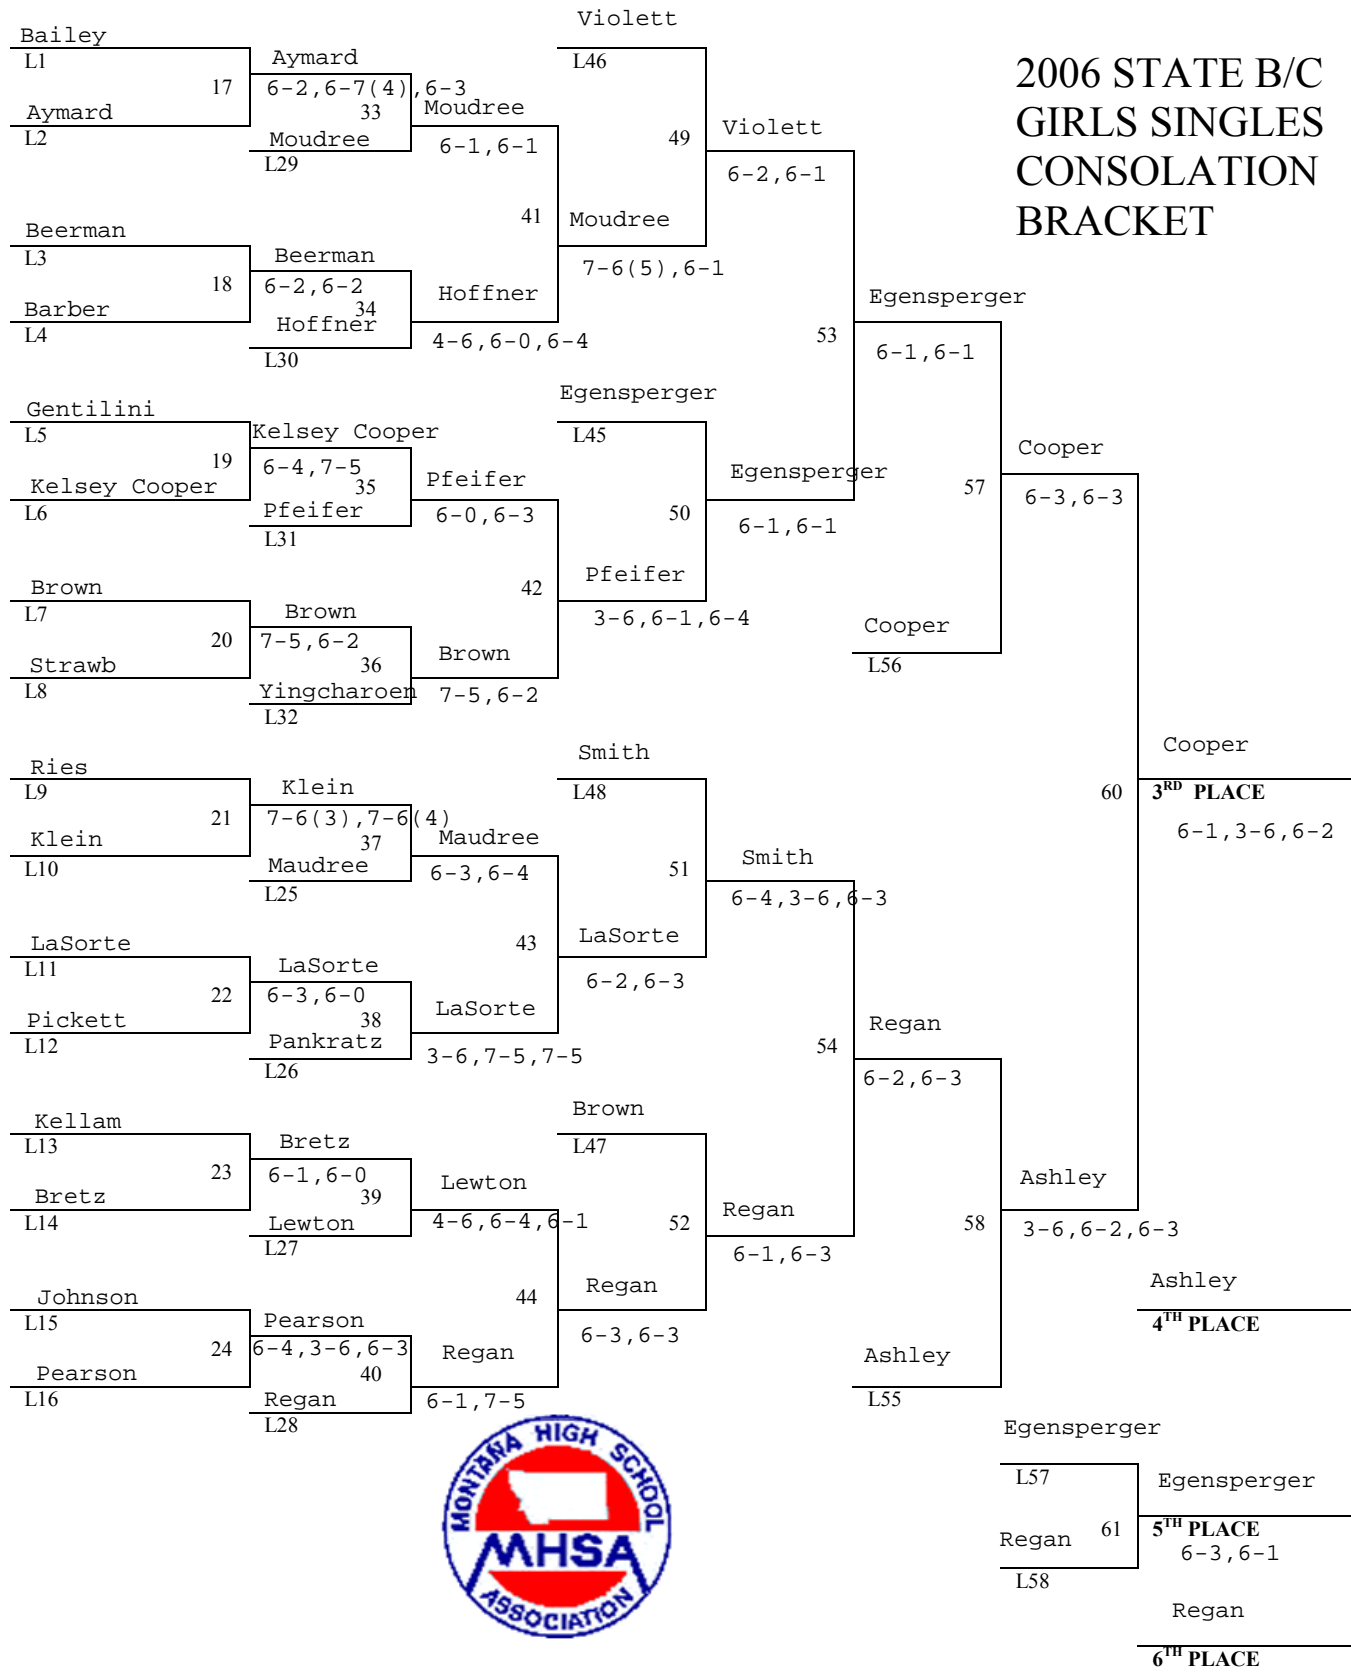 Violett
Bailey
L1
L46
2006 STATE B/C
GIRLS SINGLES
CONSOLATION
BRACKET
Aymard
17
6-2,6-7(4),6-3
Aymard
L2
33
Moudree
Moudree
L29
6-1,6-1
49
Violett
6-2,6-1
41
Moudree
7-6(5),6-1
Beerman
L3
Beerman
18
6-2,6-2
Barber
L4
34
Hoffner
L30
Hoffner
4-6,6-0,6-4
Egensperger
53
6-1,6-1
Gentilini
L5
Egensperger
L45
Kelsey Cooper
19
6-4,7-5
Kelsey Cooper
L6
35
Pfeifer
L31
Pfeifer
6-0,6-3
50
Egensperger
6-1,6-1
57
Cooper
6-3,6-3
42
Pfeifer
3-6,6-1,6-4
Brown
L7
Brown
20
7-5,6-2
Strawb
L8
36
Yingcharoen
L32
Brown
7-5,6-2
Cooper
L56
Ries
L9
Smith
L48
Cooper
60
3RD PLACE
6-1,3-6,6-2
Klein
21
7-6(3),7-6(4)
Klein
L10
37
Maudree
L25
Maudree
6-3,6-4
51
Smith
6-4,3-6,6-3
43
LaSorte
6-2,6-3
LaSorte
L11
LaSorte
22
6-3,6-0
Pickett
L12
38
Pankratz
L26
LaSorte
3-6,7-5,7-5
54
Regan
6-2,6-3
Kellam
L13
Brown
L47
Bretz
23
6-1,6-0
Bretz
L14
39
Lewton
L27
Lewton
4-6,6-4,6-1
52
Regan
6-1,6-3
58
Ashley
3-6,6-2,6-3
44
Regan
6-3,6-3
Johnson
L15
Ashley
4TH PLACE
Pearson
24
6-4,3-6,6-3
Pearson
L16
40
Regan
L28
Regan
6-1,7-5
Ashley
L55
MONTANA HIGH SCHOOL
MHSA
ASSOCIATION
Egensperger
L57
Egensperger
Regan
61
5TH PLACE
6-3,6-1
L58
Regan
6TH PLACE